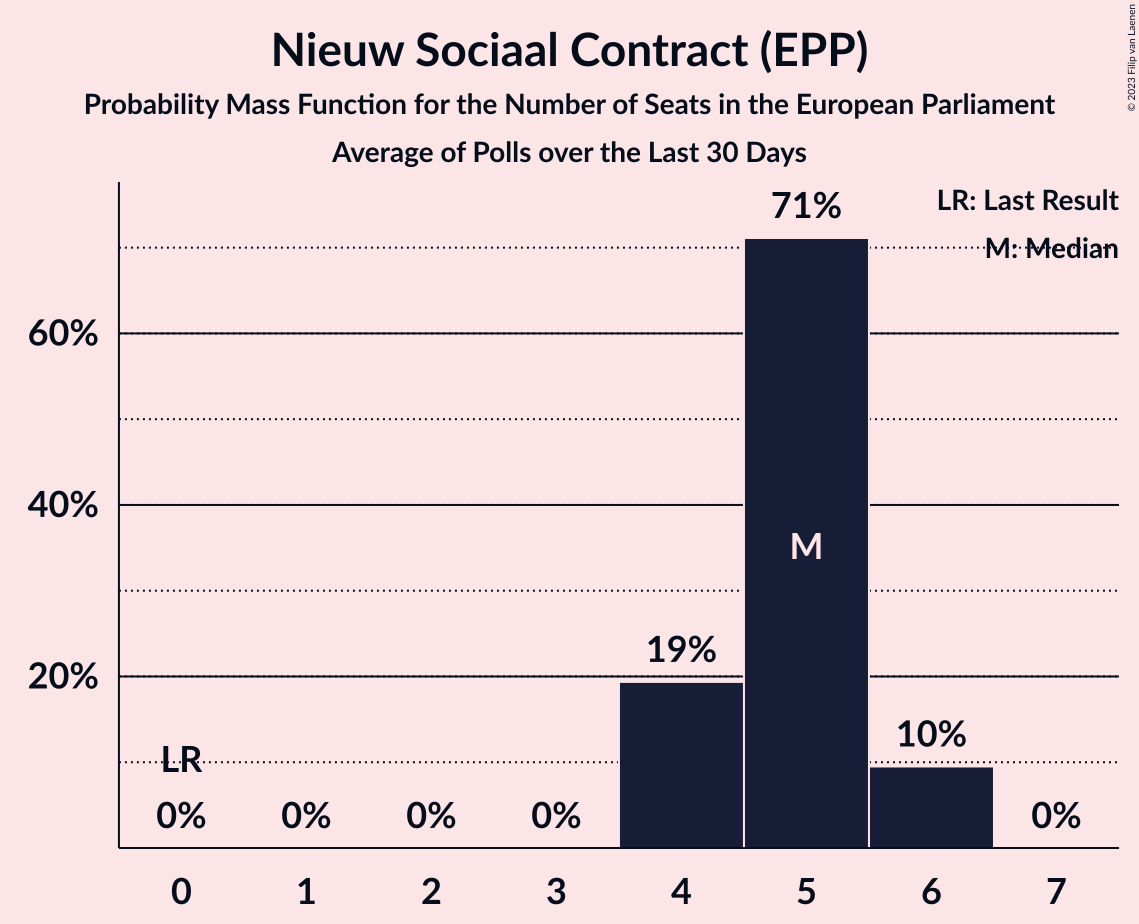 Nieuw Sociaal Contract (EPP)
Probability Mass Function for the Number of Seats in the European Parliament
Average of Polls over the Last 30 Days
© 2023 Filip van Laenen
LR: Last Result
M: Median
71%
60%
40%
M
19%
20%
10%
LR
0% 0% 0% 0% 0%
0 1 2 3 4 5 6 7